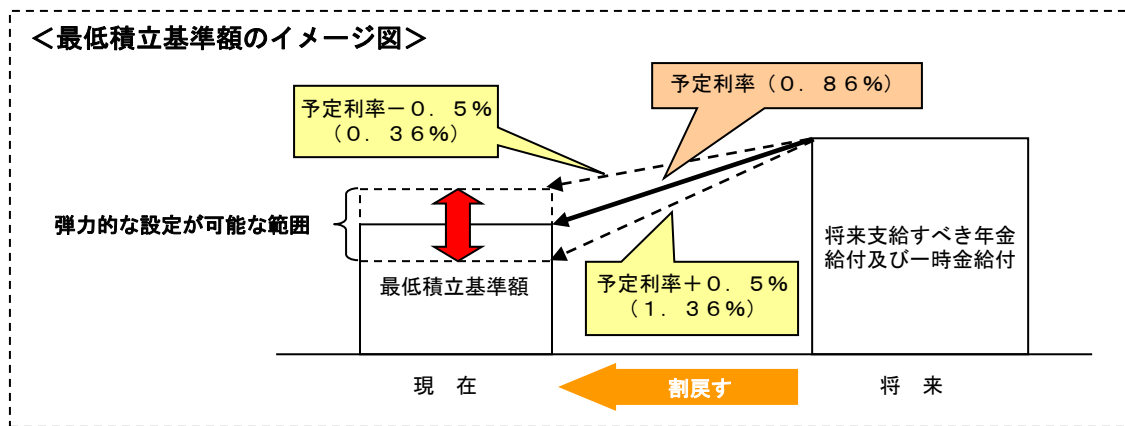 ＜最低積立基準額のイメージ図＞
予定利率（０．８６％）
予定利率－０．５％
（０．３６％）
弾力的な設定が可能な範囲
将来支給すべき年金
給付及び一時金給付
最低積立基準額
予定利率＋０．５％
（１．３６％）
現　在
割戻す
将　来